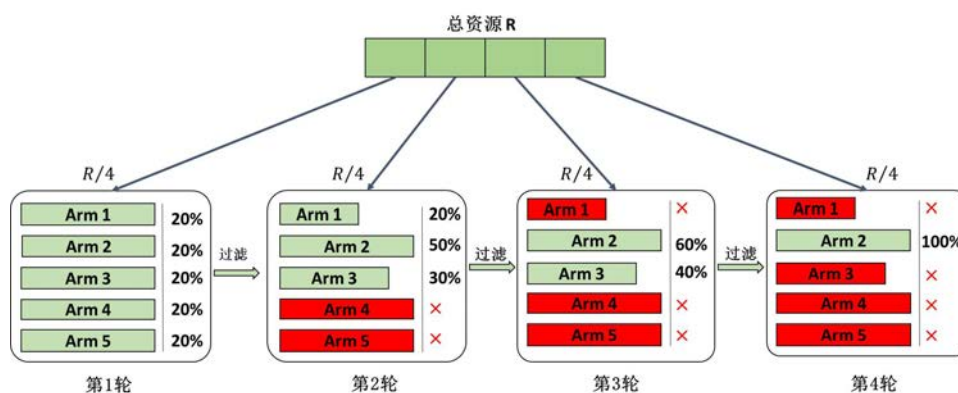 总资源 R
R/4
R/4
R/4
R/4
Arm 1 20%
Arm 2 20%
Arm 3 20%
Arm 4 20%
Arm 5 20%
第1轮
过滤
Arm 1 20%
Arm 2 50%
Arm 3 30%
Arm 4 ×
Arm 5 ×
第2轮
过滤
Arm 1 ×
Arm 2 60%
Arm 3 40%
Arm 4 ×
Arm 5 ×
第3轮
过滤
Arm 1 ×
Arm 2 100%
Arm 3 ×
Arm 4 ×
Arm 5 ×
第4轮